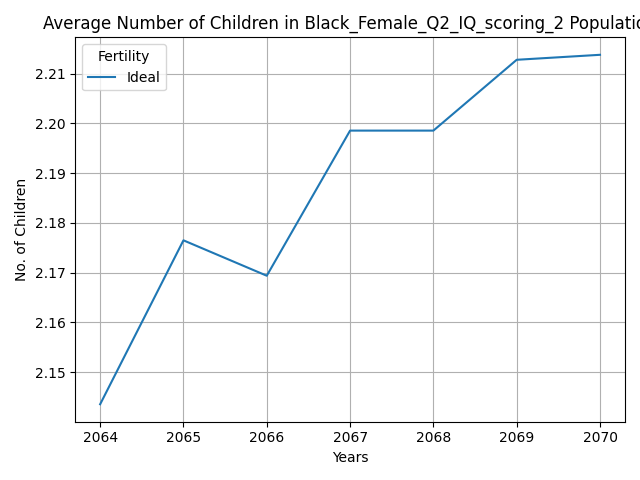 Average Number of Children in Black_Female_Q2_IQ_scoring_2 Populatio
Fertility
Ideal
No. of Children
2.21
2.20
2.19
2.18
2.17
2.16
2.15
2064 2065 2066 2067 2068 2069 2070
Years